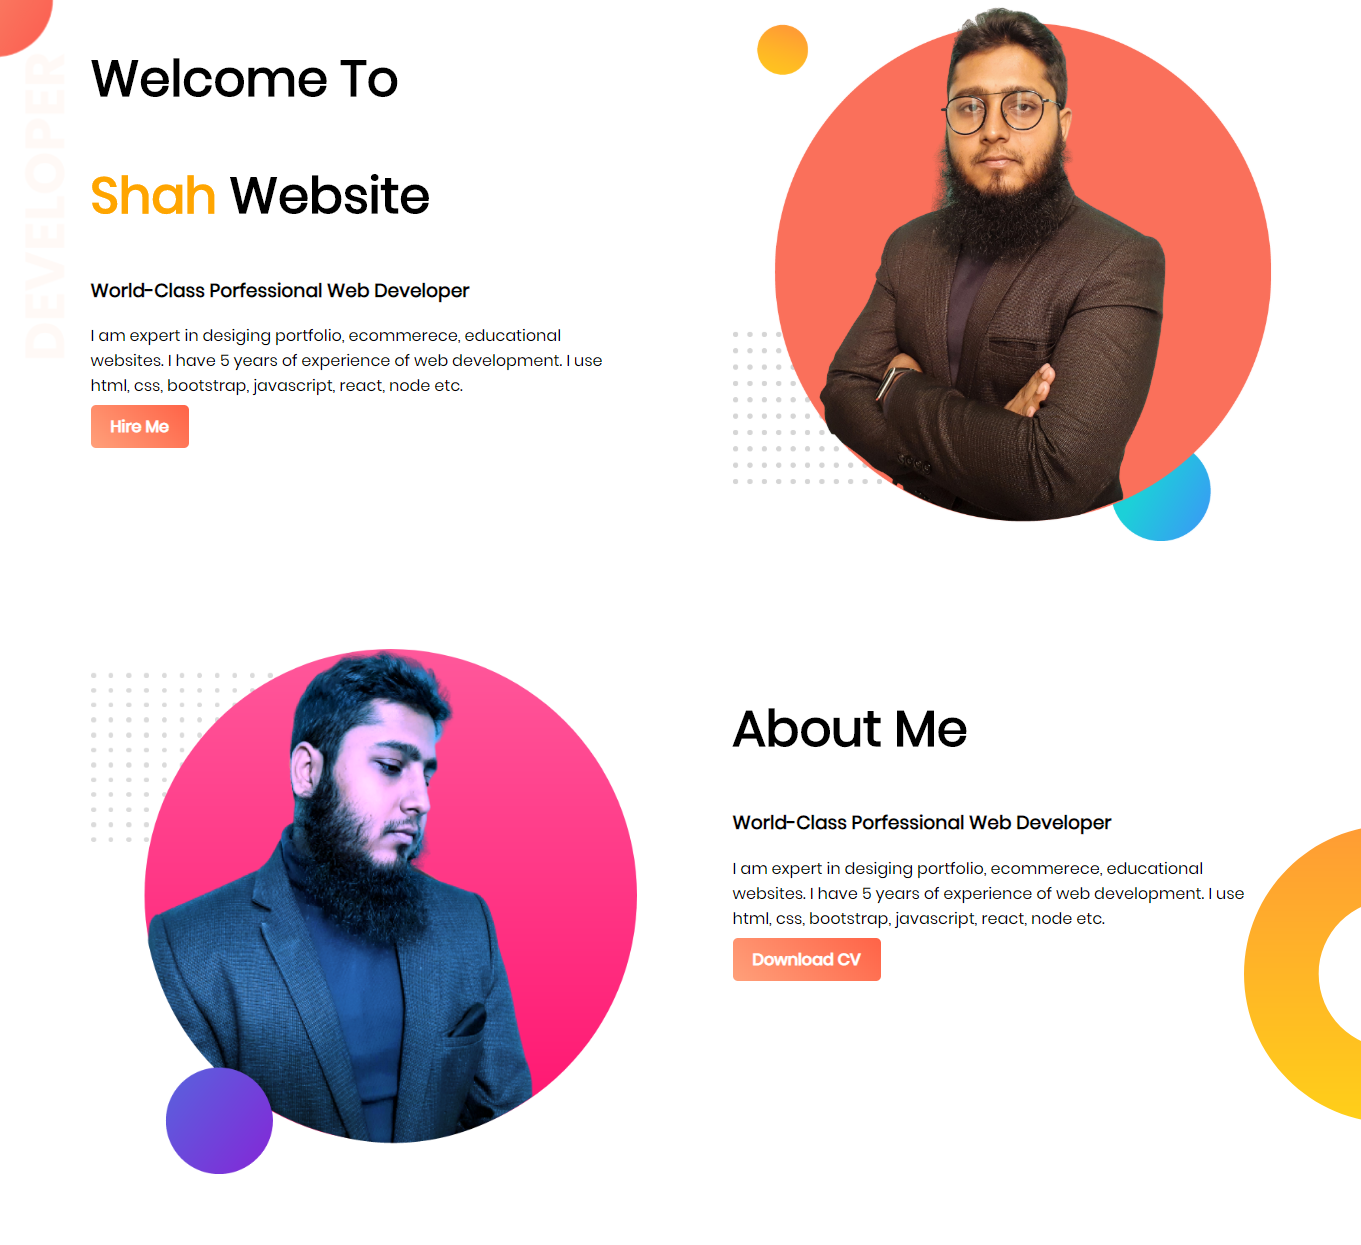 DEVELOPER
Welcome To
Shah Website
World-Class Porfessional Web Developer
I am expert in desiging portfolio, ecommerece, educational
websites. I have 5 years of experience of web development. I use
html, css, bootstrap, javascript, react, node etc.
Hire Me
About Me
World-Class Porfessional Web Developer
I am expert in desiging portfolio, ecommerece, educational
websites. I have 5 years of experience of web development. I use
html, css, bootstrap, javascript, react, node etc.
Download CV